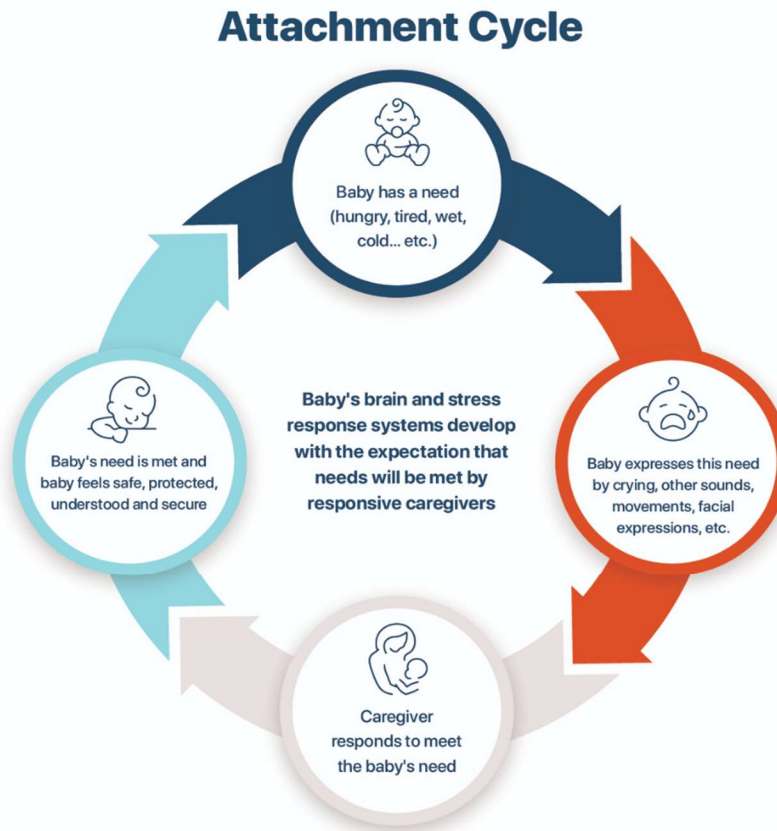 Attachment Cycle
Baby has a need
(hungry, tired, wet,
cold... etc.)
Baby expresses this need
by crying, other sounds,
movements, facial
expressions, etc.
Caregiver
responds to meet
the baby's need
Baby's need is met and
baby feels safe, protected,
understood and secure
Baby's brain and stress
response systems develop
with the expectation that
needs will be met by
responsive caregivers